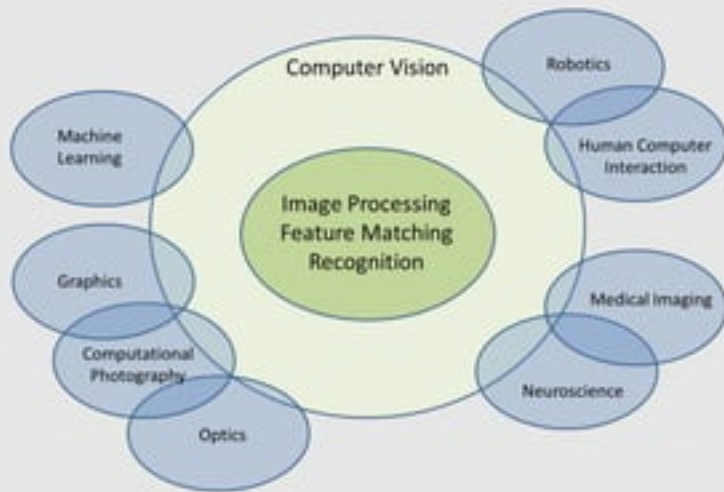 Computer Vision
Robotics
Machine
Learning
Human Computer
Interaction
Image Processing
Feature Matching
Recognition
Graphics
Medical Imaging
Computational
Photography
Neuroscience
Optics